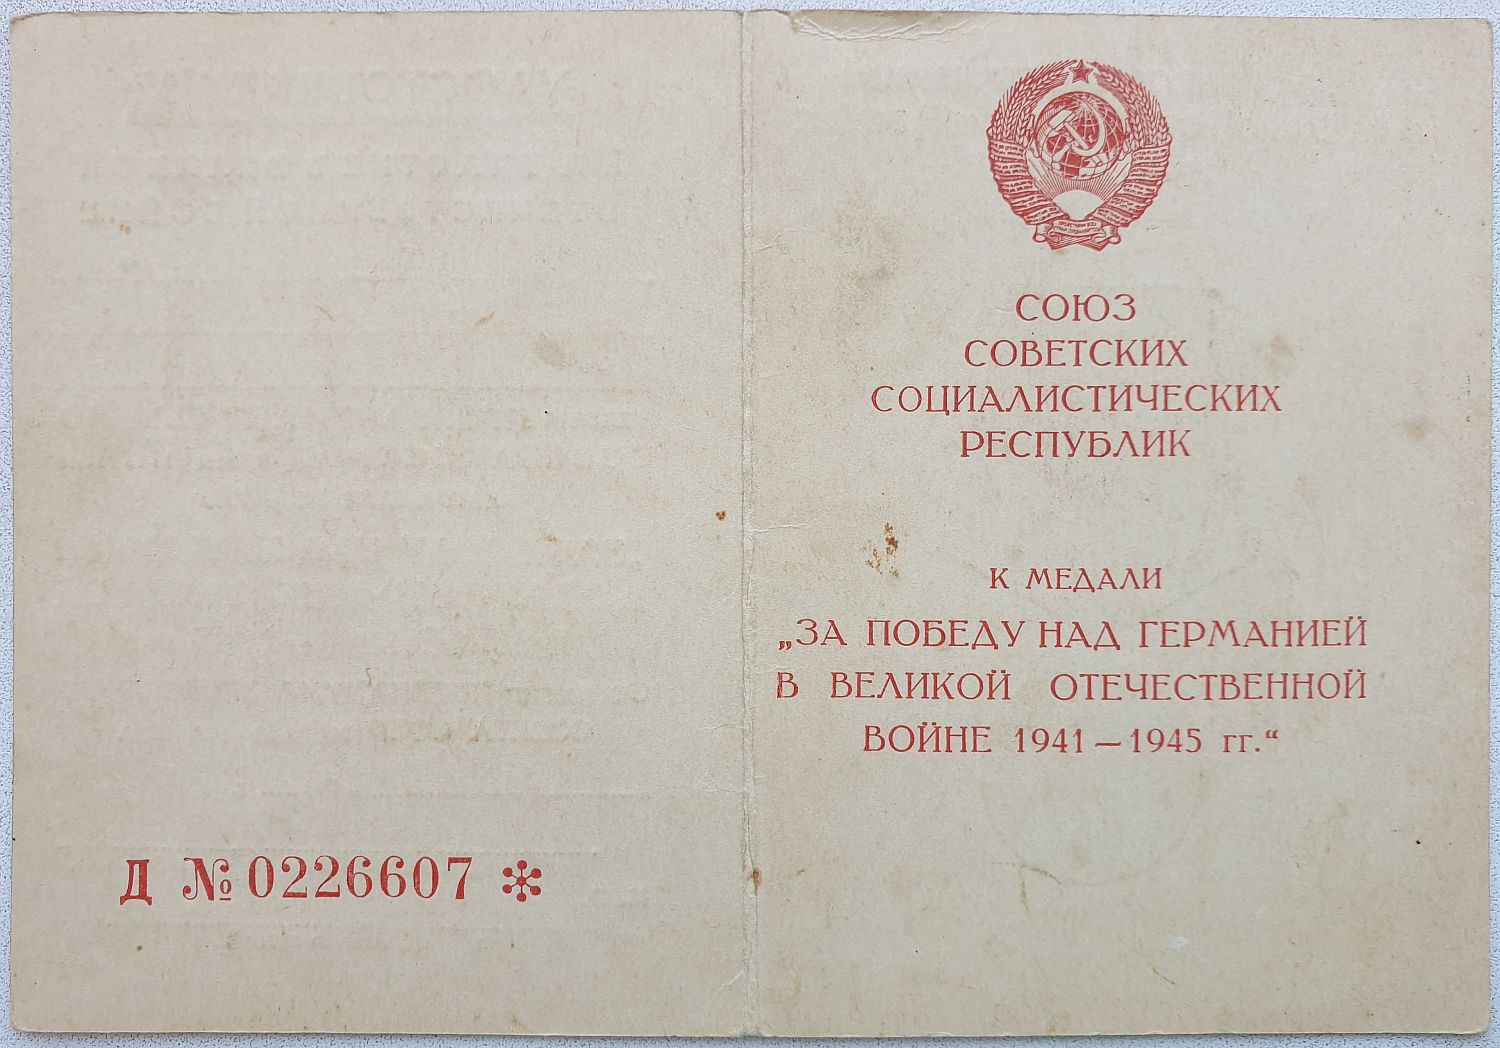 Д № 0226607
СОЮЗ
СОВЕТСКИХ
СОЦИАЛИСТИЧЕСКИХ
РЕСПУБЛИК
К МЕДАЛИ
„ЗА ПОБЕДУ НАД ГЕРМАНИЕЙ
В ВЕЛИКОЙ ОТЕЧЕСТВЕННОЙ
ВОЙНЕ 1941 — 1945 гг.“